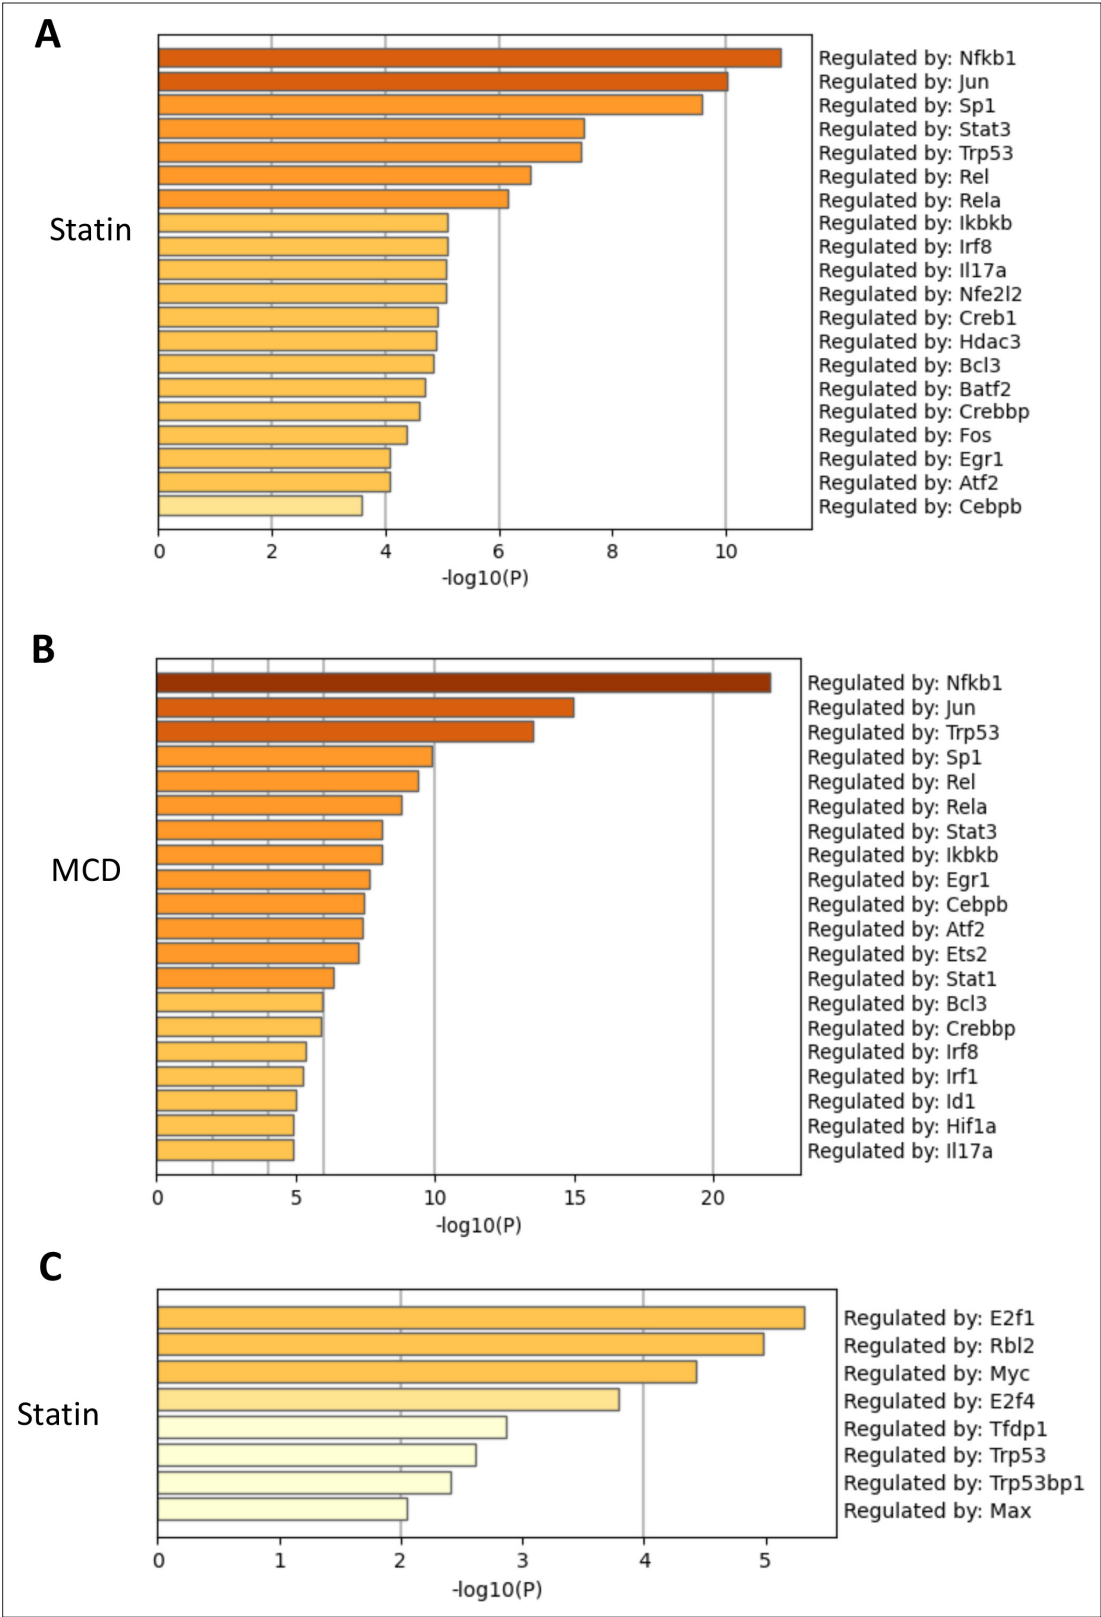 A
Statin
Regulated by: Nfkb1
Regulated by: Jun
Regulated by: Sp1
Regulated by: Stat3
Regulated by: Trp53
Regulated by: Rel
Regulated by: Rela
Regulated by: Ikbkb
Regulated by: Irf8
Regulated by: Il17a
Regulated by: Nfe2l2
Regulated by: Creb1
Regulated by: Hdac3
Regulated by: Bcl3
Regulated by: Batf2
Regulated by: Crebbp
Regulated by: Fos
Regulated by: Egr1
Regulated by: Atf2
Regulated by: Cebpb
0 2 4 6 8 10
-log10(P)
B
MCD
Regulated by: Nfkb1
Regulated by: Jun
Regulated by: Trp53
Regulated by: Sp1
Regulated by: Rel
Regulated by: Rela
Regulated by: Stat3
Regulated by: Ikbkb
Regulated by: Egr1
Regulated by: Cebpb
Regulated by: Atf2
Regulated by: Ets2
Regulated by: Stat1
Regulated by: Bcl3
Regulated by: Crebbp
Regulated by: Irf8
Regulated by: Irf1
Regulated by: Id1
Regulated by: Hif1a
Regulated by: Il17a
0 5 10 15 20
-log10(P)
C
Statin
Regulated by: E2f1
Regulated by: Rbl2
Regulated by: Myc
Regulated by: E2f4
Regulated by: Tfdp1
Regulated by: Trp53
Regulated by: Trp53bp1
Regulated by: Max
0 1 2 3 4 5
-log10(P)